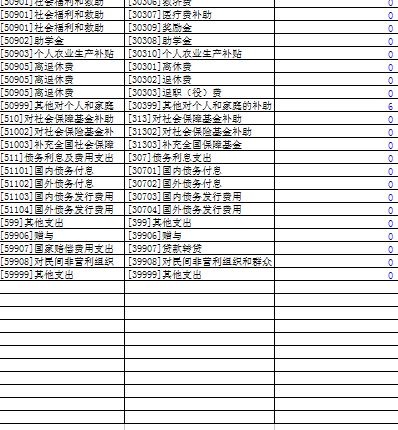 [50901]社会福利和救助 [30306]救济费 0
[50901]社会福利和救助 [30307]医疗费补助 0
[50901]社会福利和救助 [30309]奖励金 0
[50902]助学金 [30308]助学金 0
[50903]个人农业生产补贴 [30310]个人农业生产补贴 0
[50905]离退休费 [30301]离休费 0
[50905]离退休费 [30302]退休费 0
[50905]离退休费 [30303]退职（役）费 0
[50999]其他对个人和家庭 [30399]其他对个人和家庭的补助 6
[510]对社会保障基金补助 [313]对社会保障基金补助 0
[51002]对社会保险基金补 [31302]对社会保险基金补助 0
[51003]补充全国社会保障 [31303]补充全国社会保障基金 0
[511]债务利息及费用支出 [307]债务利息支出 0
[51101]国内债务付息 [30701]国内债务付息 0
[51102]国外债务付息 [30702]国外债务付息 0
[51103]国内债务发行费用 [30703]国内债务发行费用 0
[51104]国外债务发行费用 [30704]国外债务发行费用 0
[599]其他支出 [399]其他支出 0
[59906]赠与 [39906]赠与 0
[59907]国家赔偿费用支出 [39907]贷款转贷 0
[59908]对民间非营利组织 [39908]对民间非营利组织和群众 0
[59999]其他支出 [39999]其他支出 0